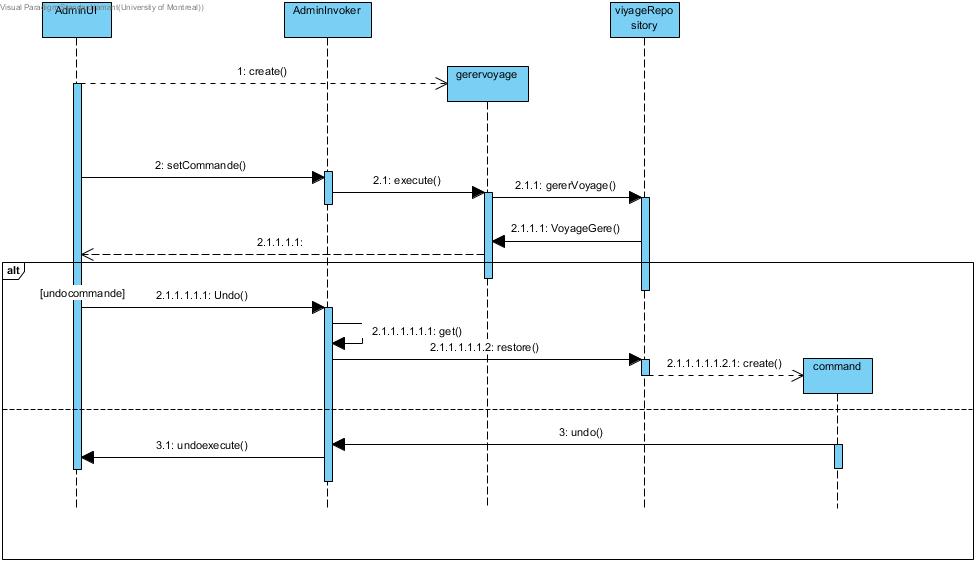 Visual Paradigm
(University of Montreal))
AdminUI
AdminInvoker
viyageRepo
sitory
1: create()
gerervoyage
2: setCommande()
2.1: execute()
2.1.1: gererVoyage()
2.1.1.1: VoyageGere()
2.1.1.1.1:
alt
[undocommande]
2.1.1.1.1.1: Undo()
2.1.1.1.1.1.1: get()
2.1.1.1.1.1.2: restore()
2.1.1.1.1.1.2.1: create()
command
3: undo()
3.1: undoexecute()